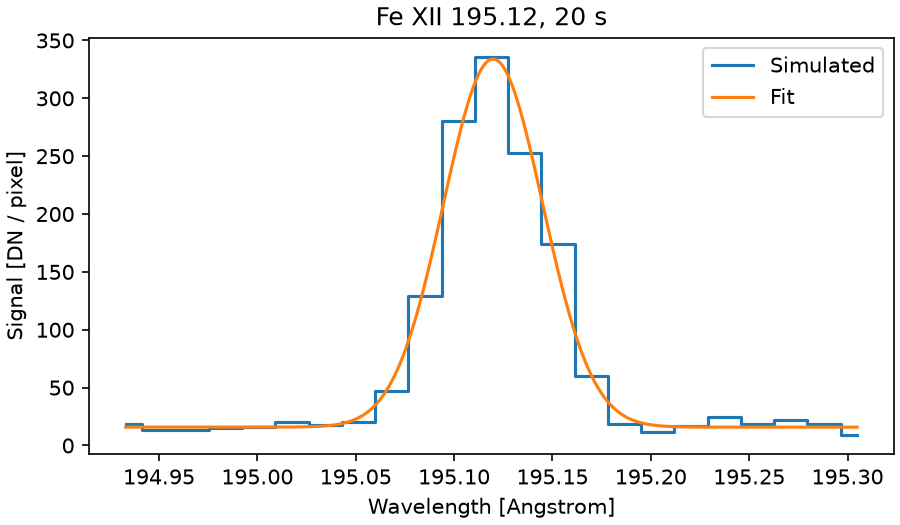 Fe XII 195.12, 20 s
Signal [DN / pixel]
350
300
250
200
150
100
50
0
Simulated
Fit
194.95 195.00 195.05 195.10 195.15 195.20 195.25 195.30
Wavelength [Angstrom]